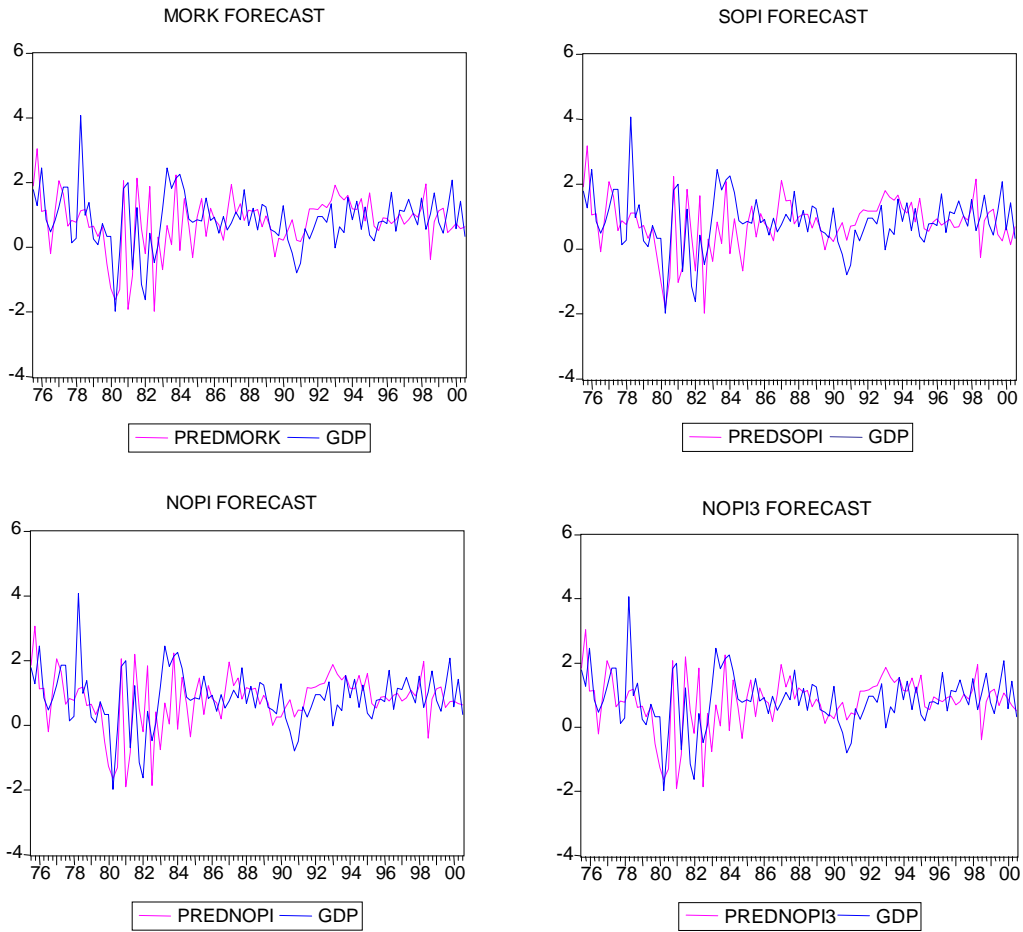 MORK FORECAST
6
4
2
0
-2
-4
76 78 80 82 84 86 88 90 92 94 96 98 00
PREDMORK GDP
SOPI FORECAST
6
4
2
0
-2
-4
76 78 80 82 84 86 88 90 92 94 96 98 00
PREDSOPI GDP
NOPI FORECAST
6
4
2
0
-2
-4
76 78 80 82 84 86 88 90 92 94 96 98 00
PREDNOPI GDP
NOPI3 FORECAST
6
4
2
0
-2
-4
76 78 80 82 84 86 88 90 92 94 96 98 00
PREDNOPI3 GDP